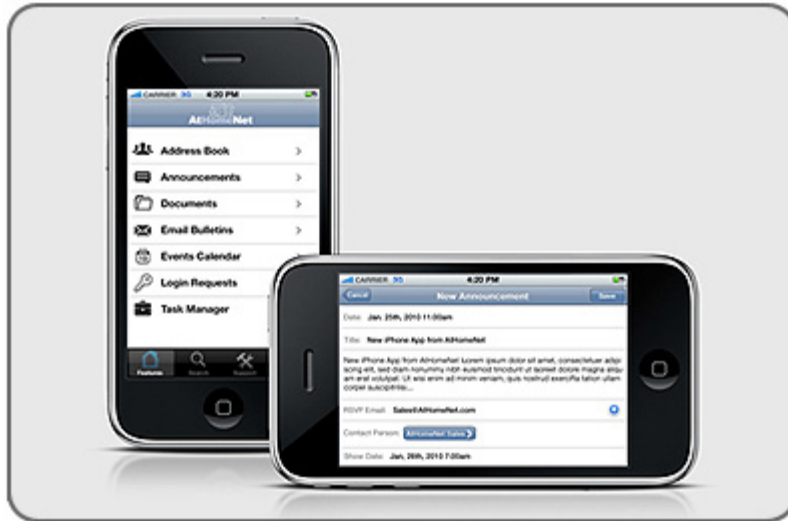 CARRIER 3G 4:20 PM
AtHomeNet
Address Book
Announcements
Documents
Email Bulletins
Events Calendar
Login Requests
Task Manager
Features Search Support
CARRIER 3G 4:20 PM
Cancel New Announcement Save
Date: Jan. 25th, 2010 11:00am
Title: New iPhone App from AtHomeNet
New iPhone App from AtHomeNet Lorem ipsum dolor sit amet, consectetuer adipi
scing elit, sed diam nonummy nibh euismod tincidunt ut laoreet dolore magna aliqu
am erat volutpat. Ut wisi enim ad minim veniam, quis nostrud exercitation ullam
corper suscipit
RSVP Email: Sales@AtHomeNet.com
Contact Person: AtHomeNet Sales
Show Date: Jan, 26th, 2010 7:00am